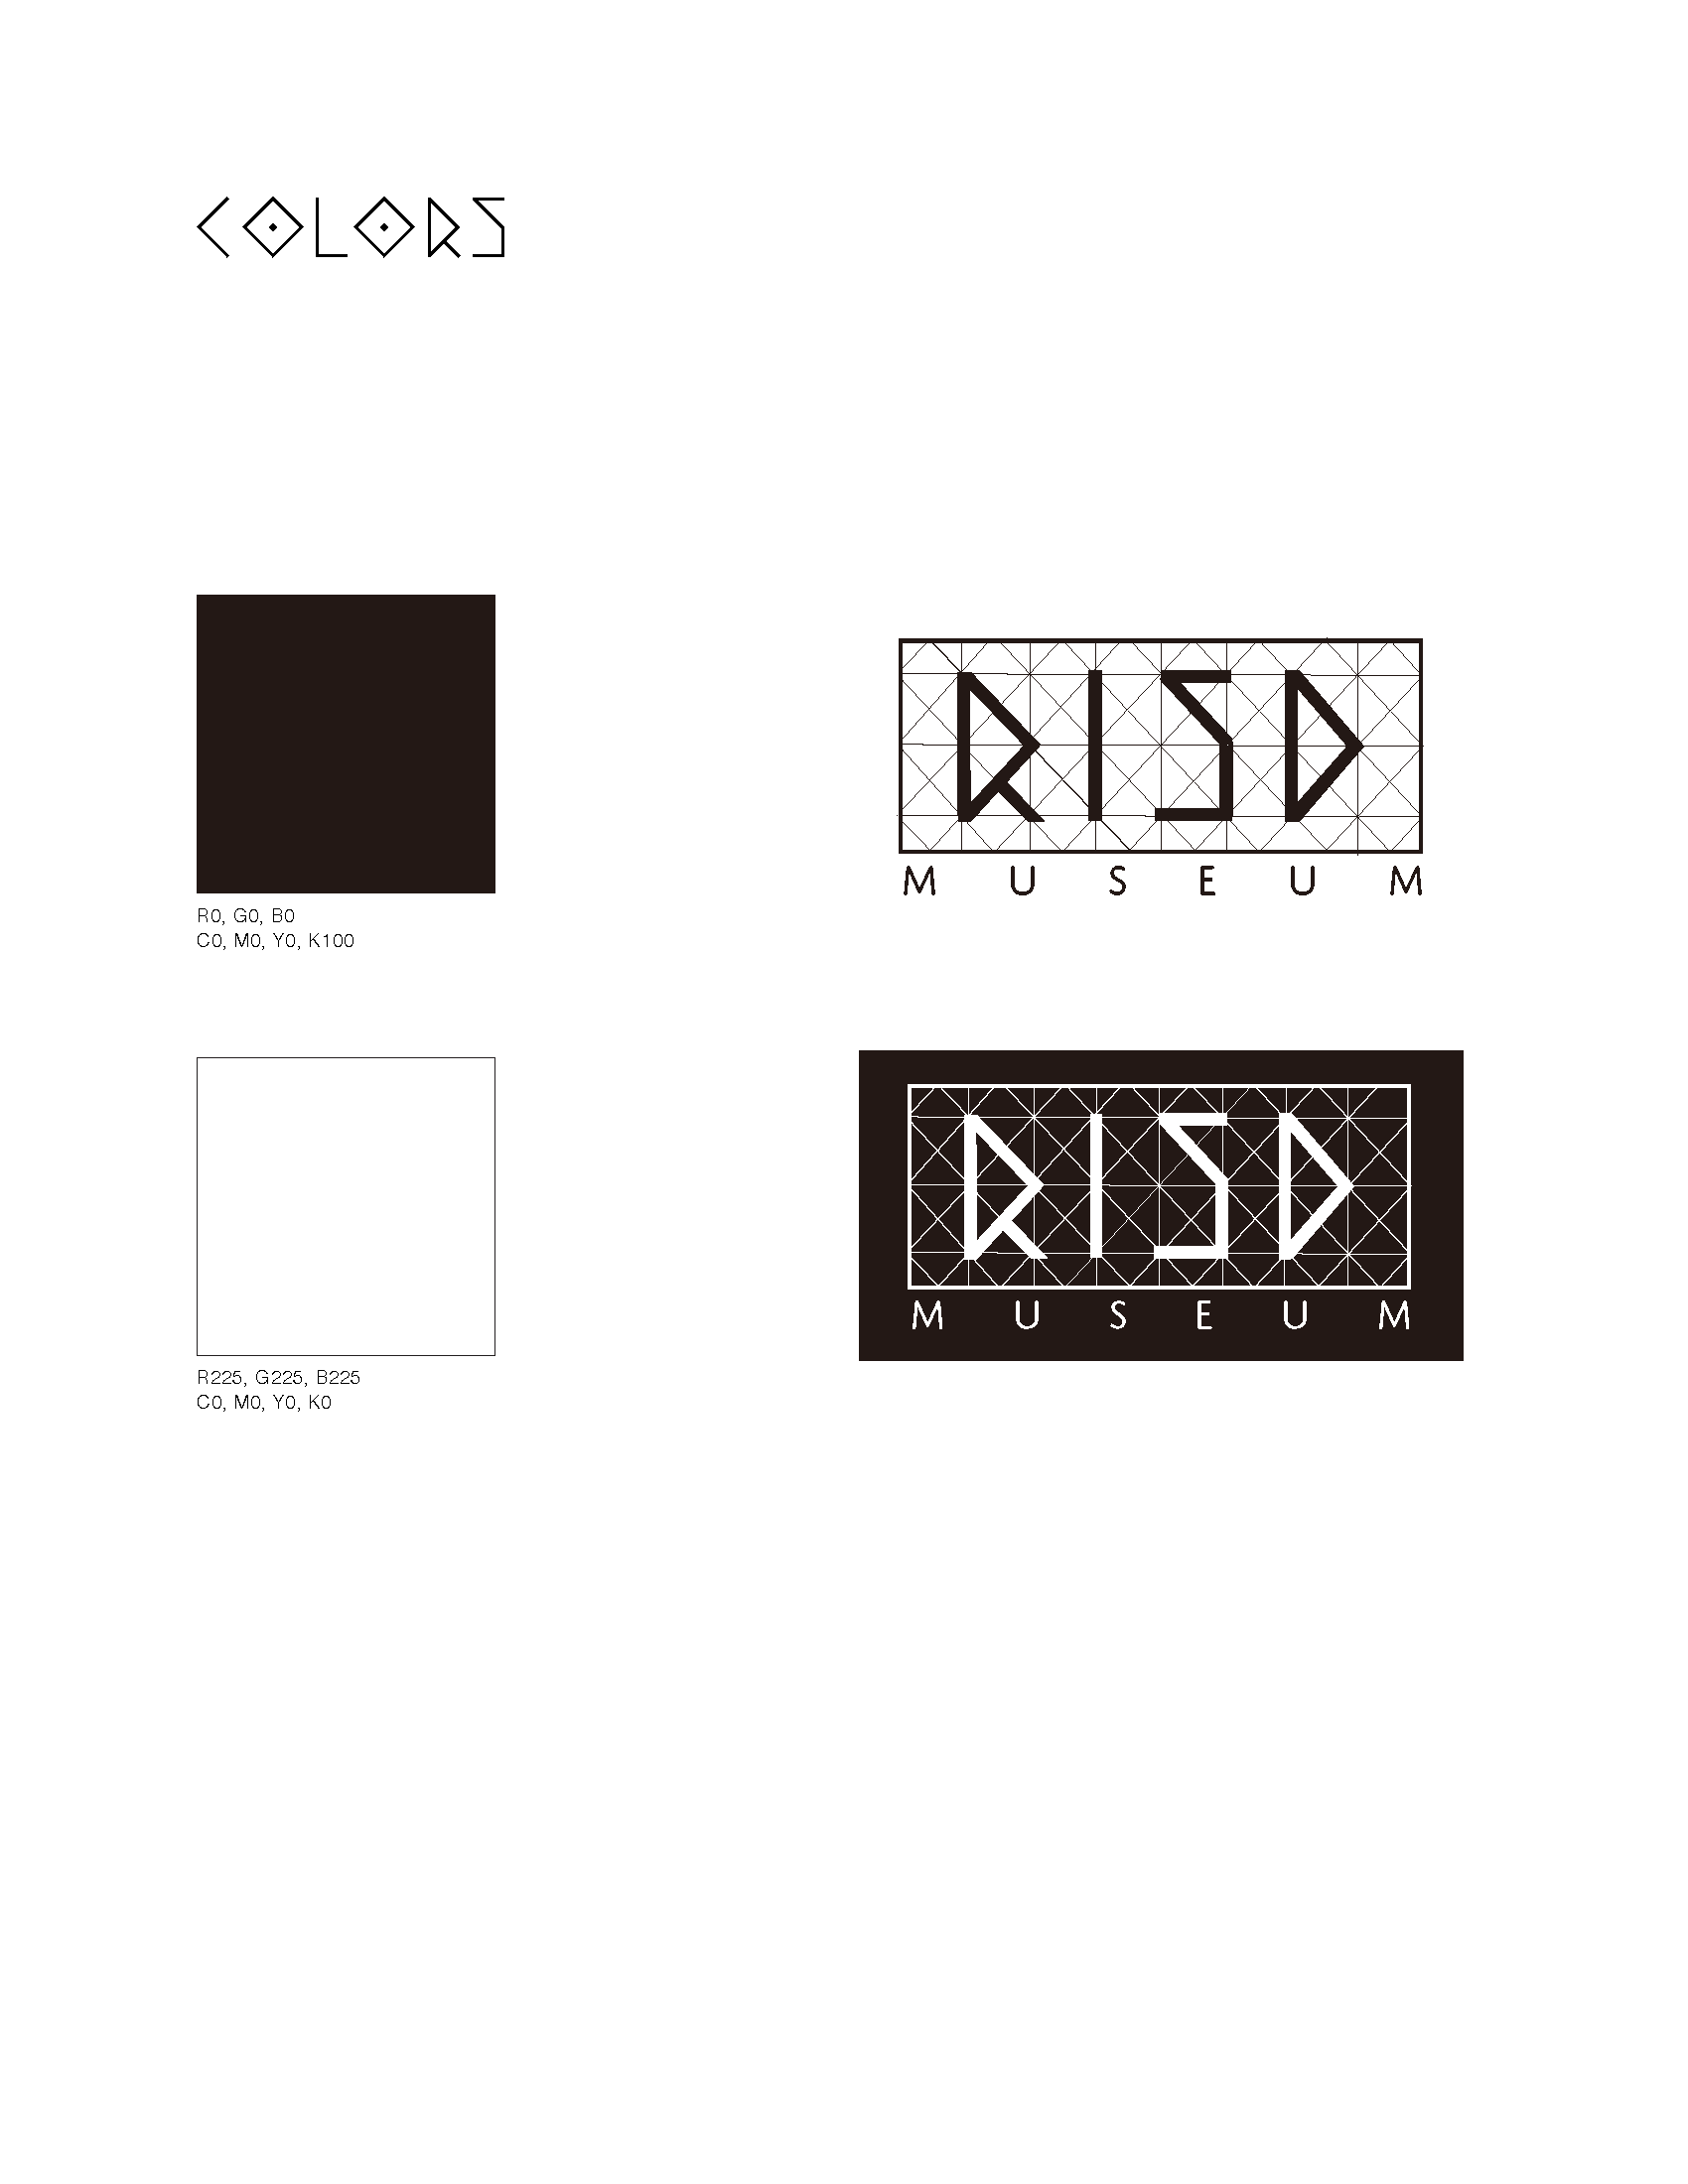 COLORS
R0, G0, B0
C0, M0, Y0, K100
RISD
MUSEUM
R225, G225, B225
C0, M0, Y0, K0
RISD
MUSEUM